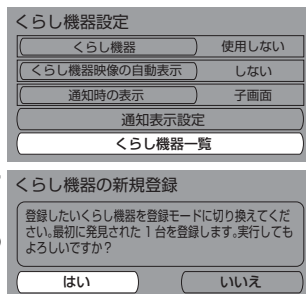 くらし機器設定
くらし機器 使用しない
くらし機器映像の自動表示 しない
通知時の表示 子画面
通知表示設定
くらし機器一覧
くらし機器の新規登録
登録したいくらし機器を登録モードに切り換えてくだ
さい。最初に発見された 1 台を登録します。実行しても
よろしいですか？
はい いいえ